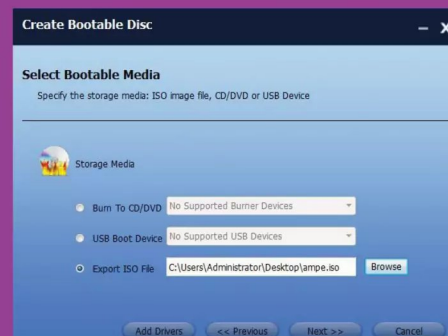 Create Bootable Disc
Select Bootable Media
Specify the storage media: ISO image file, CD/DVD or USB Device
Storage Media
Burn To CD/DVD No Supported Burner Devices
USB Boot Device No Supported USB Devices
Export ISO File C:\Users\Administrator\Desktop\ampe.iso Browse
Add Drivers << Previous Next >> Cancel